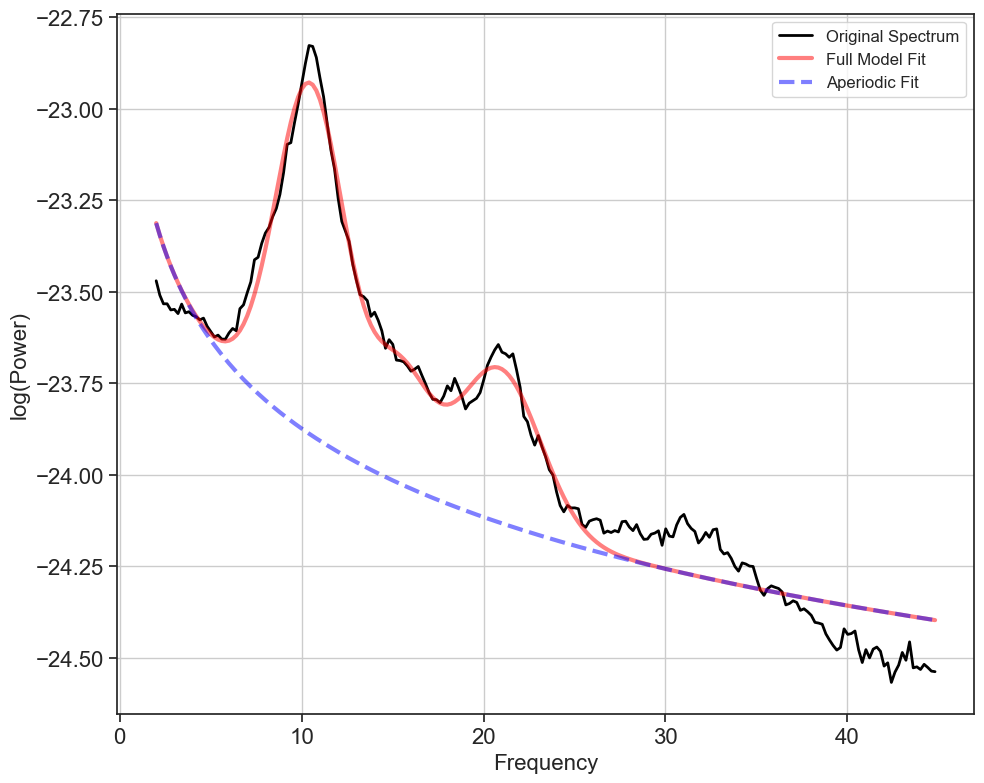 Original Spectrum
Full Model Fit
Aperiodic Fit
log(Power)
−22.75
−23.00
−23.25
−23.50
−23.75
−24.00
−24.25
−24.50
0 10 20 30 40
Frequency